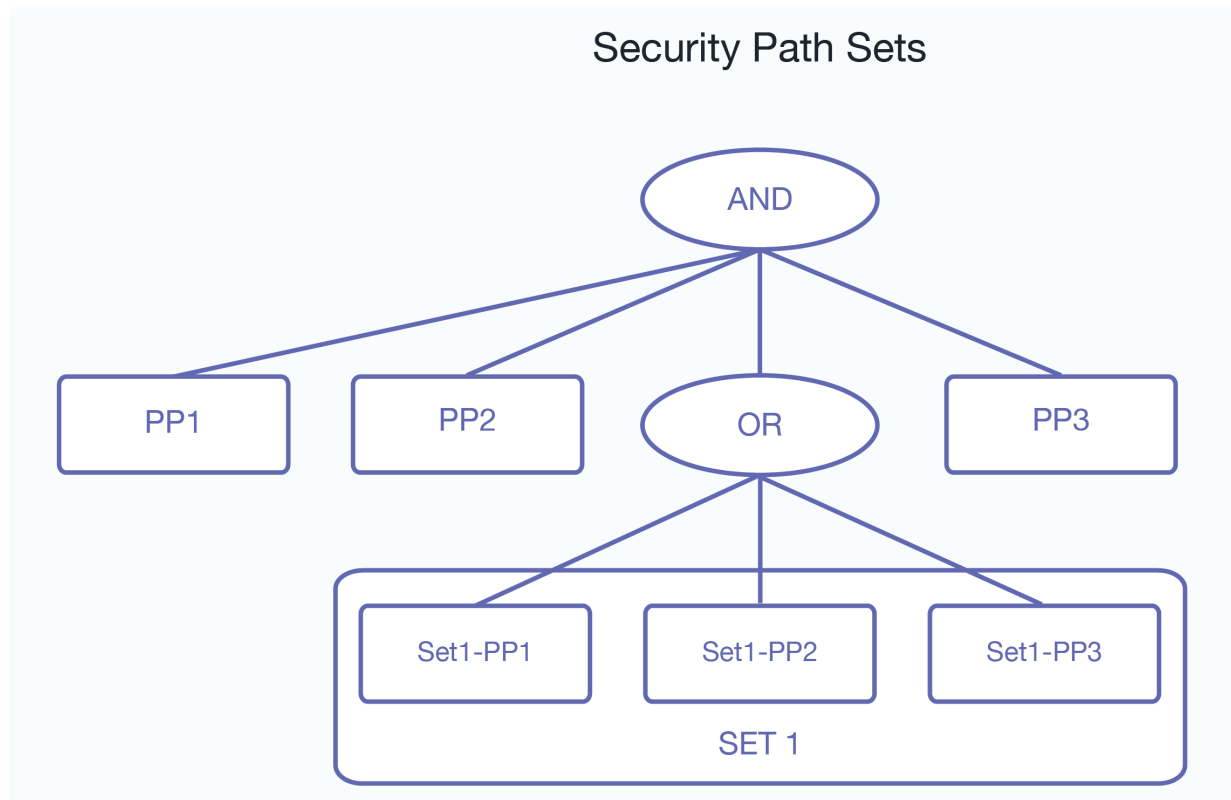 Security Path Sets
AND
PP1
PP2
OR
PP3
Set1-PP1
Set1-PP2
Set1-PP3
SET 1